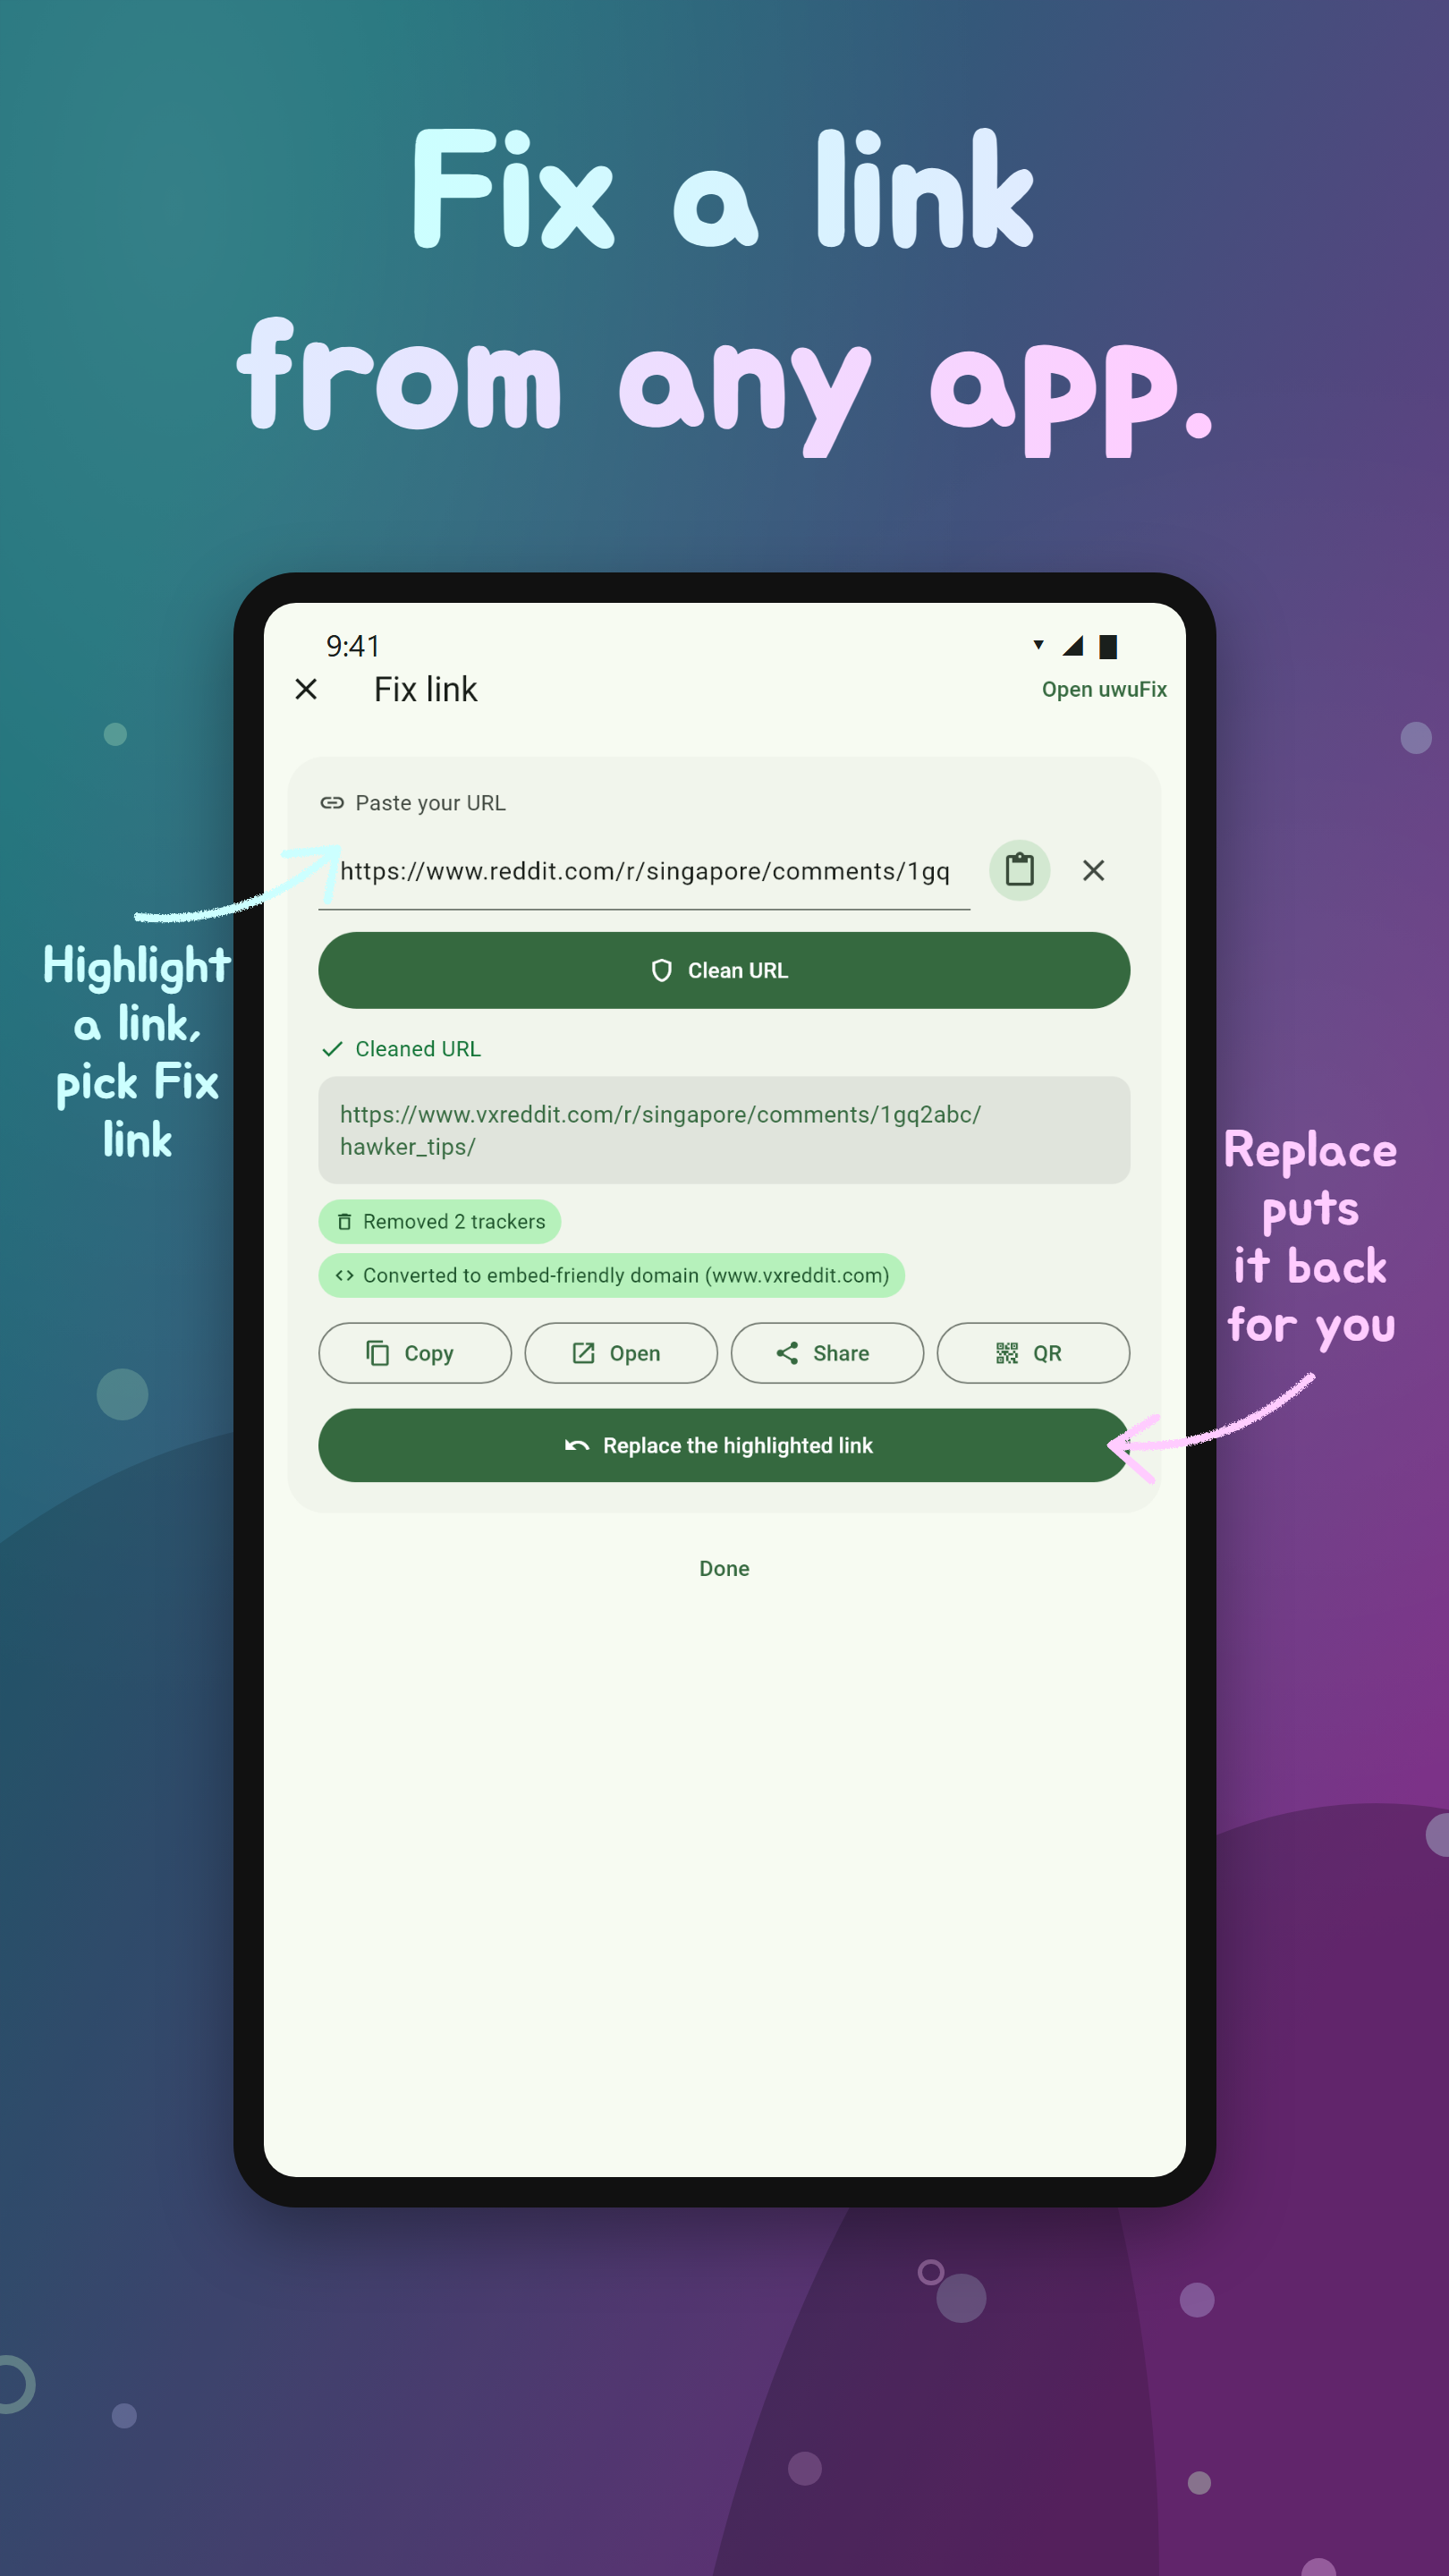 Fix a link
from any app.
9:41
Fix link
Open uwuFix
Paste your URL
https://www.reddit.com/r/singapore/comments/1gq
Clean URL
Cleaned URL
https://www.vxreddit.com/r/singapore/comments/1gq2abc/
hawker_tips/
Removed 2 trackers
Converted to embed-friendly domain (www.vxreddit.com)
Copy
Open
Share
QR
Replace the highlighted link
Done
Highlight
a link,
pick Fix
link
Replace
puts
it back
for you